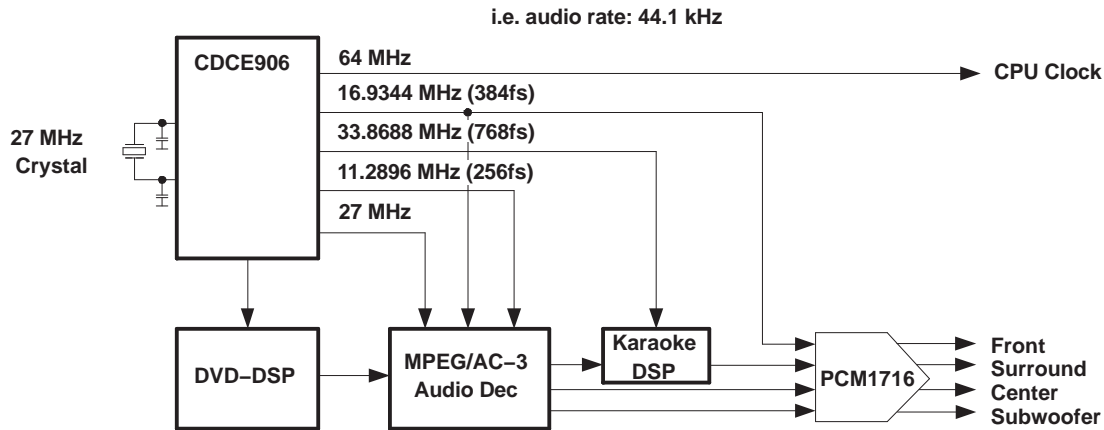 i.e. audio rate: 44.1 kHz
CDCE906
64 MHz
CPU Clock
16.9344 MHz (384fs)
27 MHz
Crystal
33.8688 MHz (768fs)
11.2896 MHz (256fs)
27 MHz
DVD−DSP
MPEG/AC−3
Audio Dec
Karaoke
DSP
PCM1716
Front
Surround
Center
Subwoofer